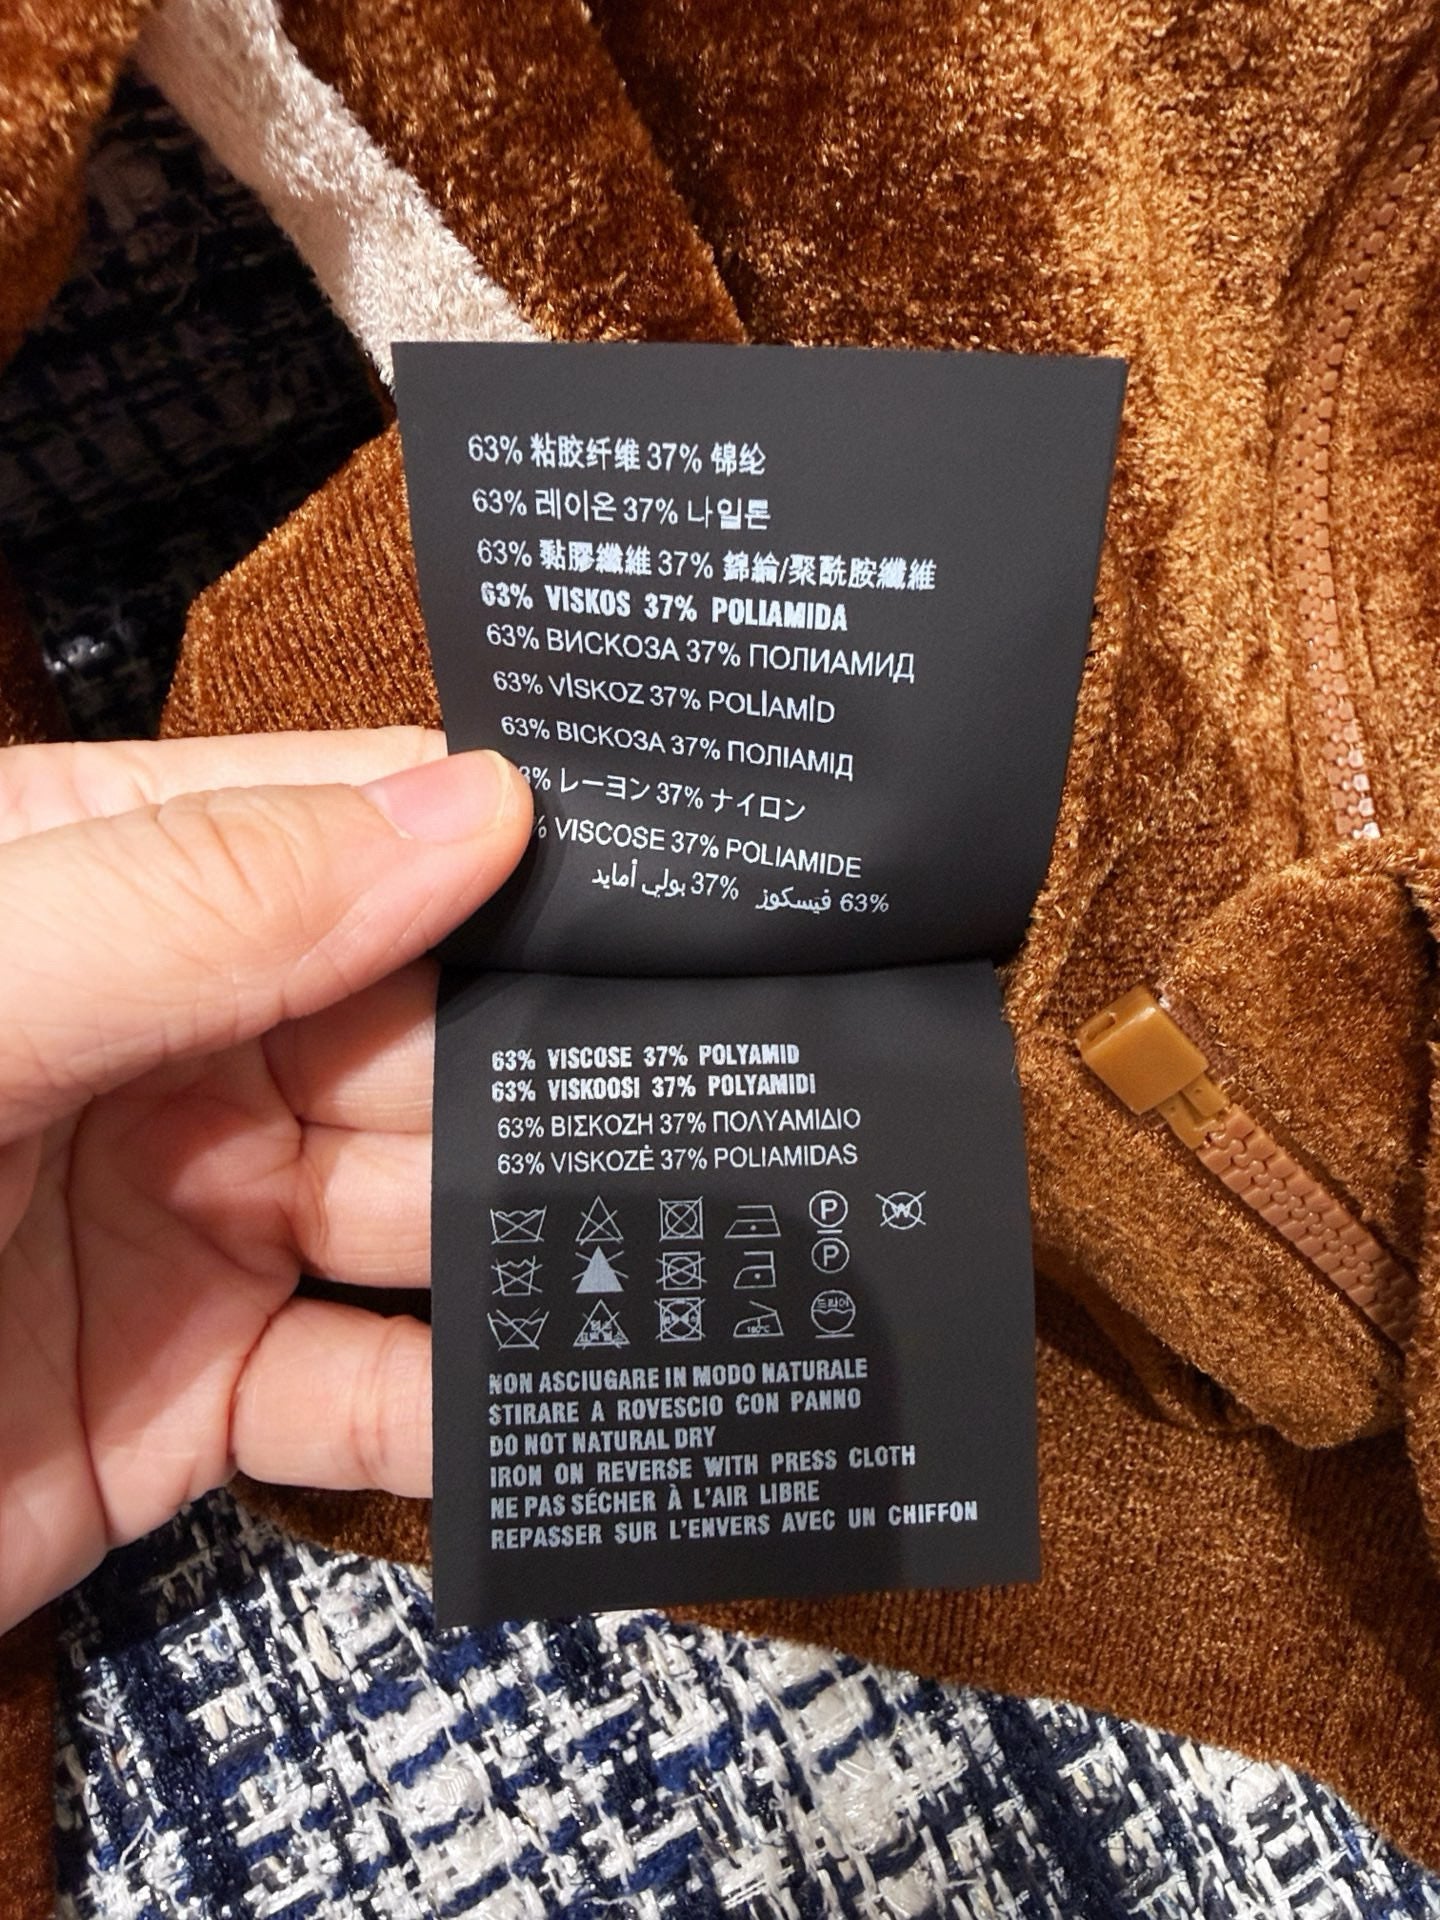 63% 粘胶纤维 37% 锦纶
63% 레이온 37% 나일론
63% 黏膠纖維 37% 錦綸/聚酰胺纖維
63% VISKOS 37% POLIAMIDA
63% ВИСКОЗА 37% ПОЛИАМИД
63% VİSKOZ 37% POLİAMİD
63% ВІСКОЗА 37% ПОЛІАМІД
3% レーヨン 37% ナイロン
% VISCOSE 37% POLIAMIDE
63% فيسكوز 37% بولي أمايد
63% VISCOSE 37% POLYAMID
63% VISKOOSI 37% POLYAMIDI
63% ΒΙΣΚΟΖΗ 37% ΠΟΛΥΑΜΙΔΙΟ
63% VISKOZĖ 37% POLIAMIDAS
P W
P
160°C 드라이
NON ASCIUGARE IN MODO NATURALE
STIRARE A ROVESCIO CON PANNO
DO NOT NATURAL DRY
IRON ON REVERSE WITH PRESS CLOTH
NE PAS SÉCHER À L'AIR LIBRE
REPASSER SUR L'ENVERS AVEC UN CHIFFON